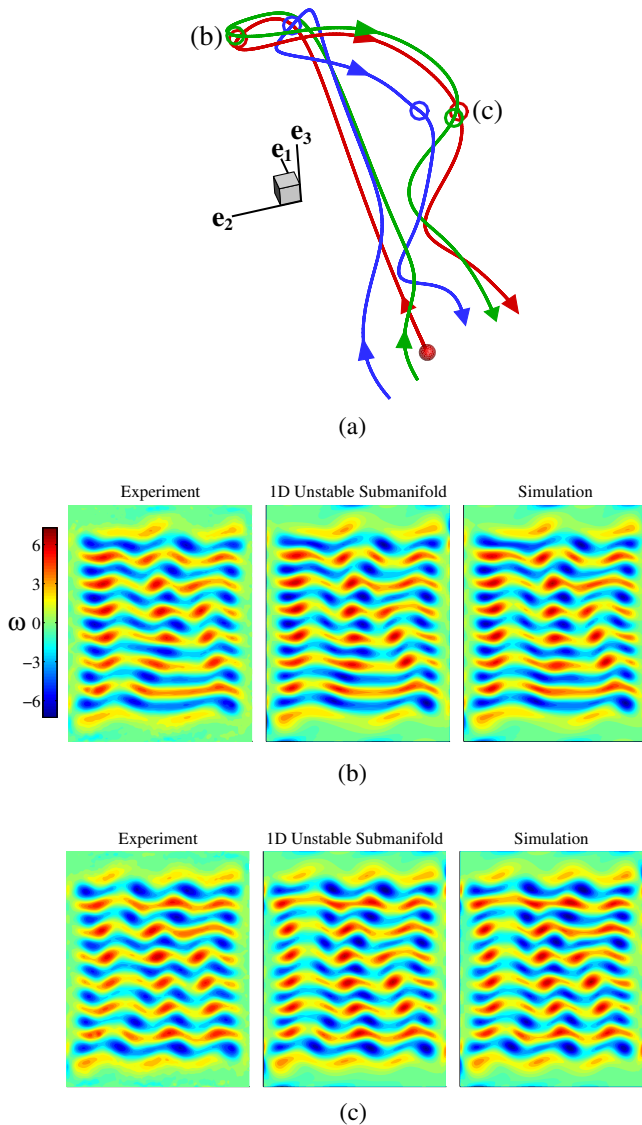 (b)
(c)
e₃
e₁
e₂
(a)
Experiment 1D Unstable Submanifold Simulation
6
3
ω 0
−3
−6
(b)
Experiment 1D Unstable Submanifold Simulation
(c)